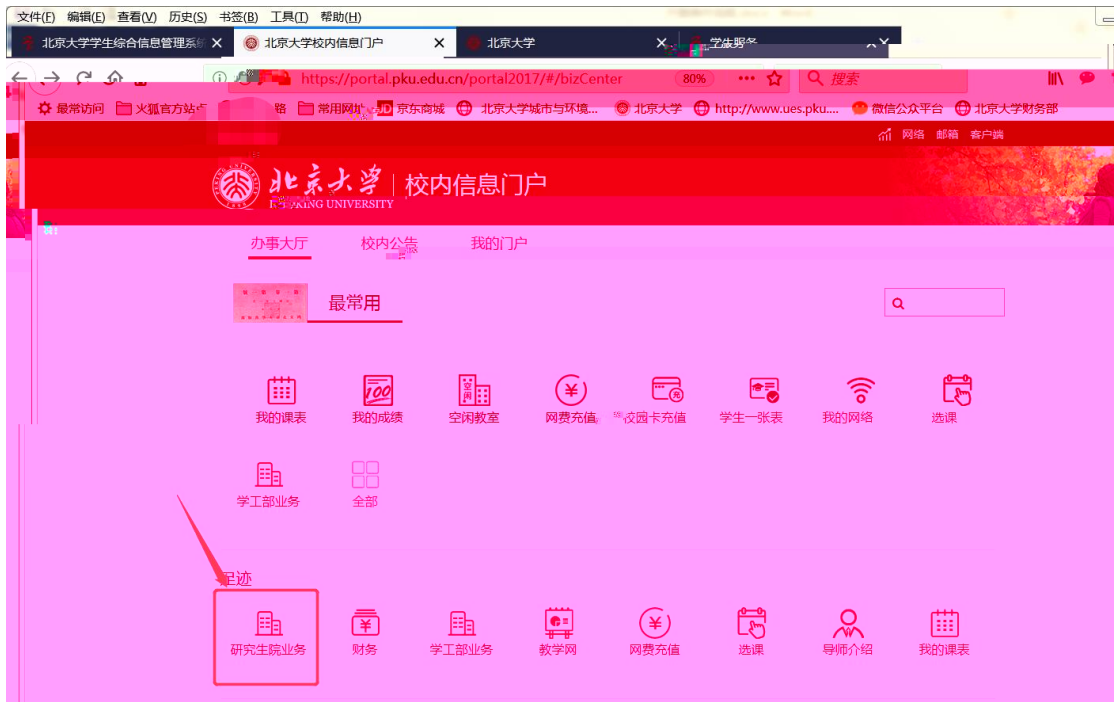 文件(F) 编辑(E) 查看(V) 历史(S) 书签(B) 工具(T) 帮助(H)
北京大学学生综合信息管理系统 北京大学校内信息门户 北京大学
https://portal.pku.edu.cn/portal2017/#/bizCenter 80% 搜索
最常访问 火狐官方站点 常用网址 JD 京东商城 北京大学城市与环境... 北京大学 http://www.ues.pku.... 微信公众平台 北京大学财务部
网络 邮箱 客户端
北京大学 校内信息门户
PEKING UNIVERSITY
办事大厅 校内公告 我的门户
最常用
100 空闲
我的课表 我的成绩 空闲教室 网费充值 校园卡充值 学生一张表 我的网络 选课
学工部业务 全部
足迹
研究生院业务 财务 学工部业务 教学网 网费充值 选课 导师介绍 我的课表